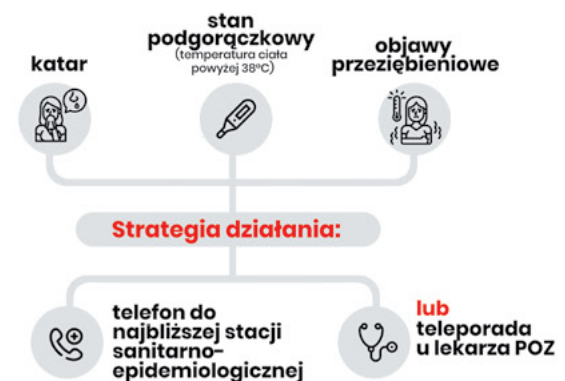 katar
stan
podgorączkowy
(temperatura ciała
powyżej 38°C)
objawy
przeziębieniowe
Strategia działania:
telefon do
najbliższej stacji
sanitarno-
epidemiologicznej
lub
teleporada
u lekarza POZ